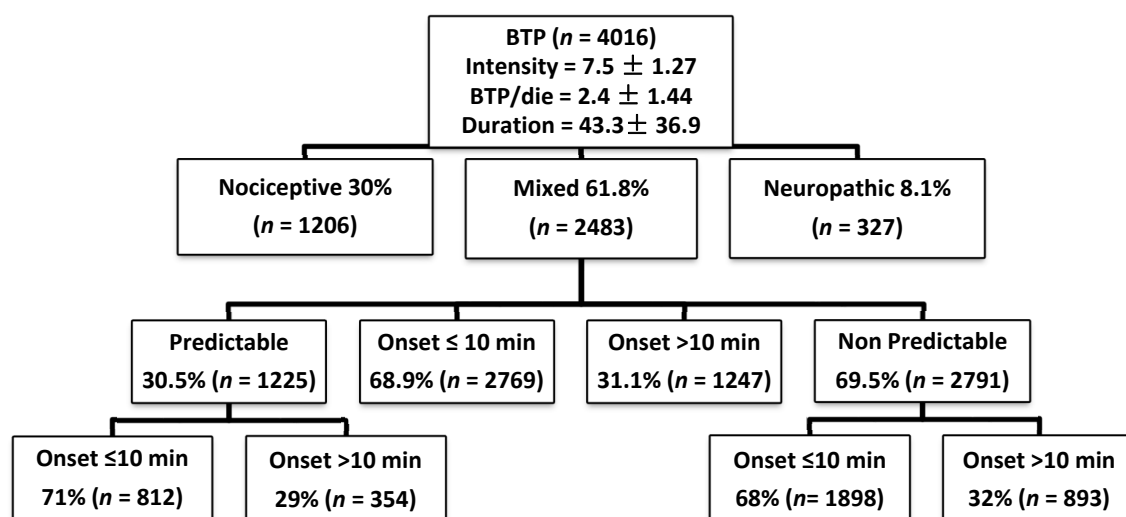 BTP (n = 4016)
Intensity = 7.5 ± 1.27
BTP/die = 2.4 ± 1.44
Duration = 43.3 ± 36.9
Nociceptive 30%
(n = 1206)
Mixed 61.8%
(n = 2483)
Neuropathic 8.1%
(n = 327)
Predictable
30.5% (n = 1225)
Onset ≤ 10 min
68.9% (n = 2769)
Onset >10 min
31.1% (n = 1247)
Non Predictable
69.5% (n = 2791)
Onset ≤10 min
71% (n = 812)
Onset >10 min
29% (n = 354)
Onset ≤10 min
68% (n= 1898)
Onset >10 min
32% (n = 893)